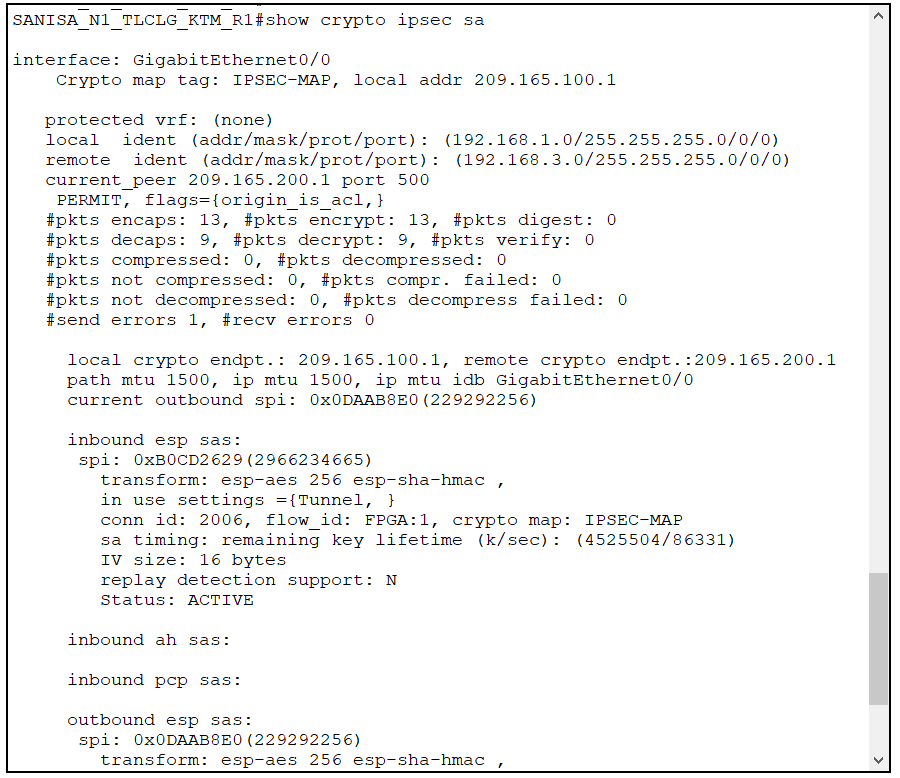 SANISA_N1_TLCLG_KTM_R1#show crypto ipsec sa
interface: GigabitEthernet0/0
Crypto map tag: IPSEC-MAP, local addr 209.165.100.1
protected vrf: (none)
local  ident (addr/mask/prot/port): (192.168.1.0/255.255.255.0/0/0)
remote  ident (addr/mask/prot/port): (192.168.3.0/255.255.255.0/0/0)
current_peer 209.165.200.1 port 500
PERMIT, flags={origin_is_acl,}
#pkts encaps: 13, #pkts encrypt: 13, #pkts digest: 0
#pkts decaps: 9, #pkts decrypt: 9, #pkts verify: 0
#pkts compressed: 0, #pkts decompressed: 0
#pkts not compressed: 0, #pkts compr. failed: 0
#pkts not decompressed: 0, #pkts decompress failed: 0
#send errors 1, #recv errors 0
local crypto endpt.: 209.165.100.1, remote crypto endpt.:209.165.200.1
path mtu 1500, ip mtu 1500, ip mtu idb GigabitEthernet0/0
current outbound spi: 0x0DAAB8E0(229292256)
inbound esp sas:
spi: 0xB0CD2629(2966234665)
transform: esp-aes 256 esp-sha-hmac ,
in use settings ={Tunnel, }
conn id: 2006, flow_id: FPGA:1, crypto map: IPSEC-MAP
sa timing: remaining key lifetime (k/sec): (4525504/86331)
IV size: 16 bytes
replay detection support: N
Status: ACTIVE
inbound ah sas:
inbound pcp sas:
outbound esp sas:
spi: 0x0DAAB8E0(229292256)
transform: esp-aes 256 esp-sha-hmac ,